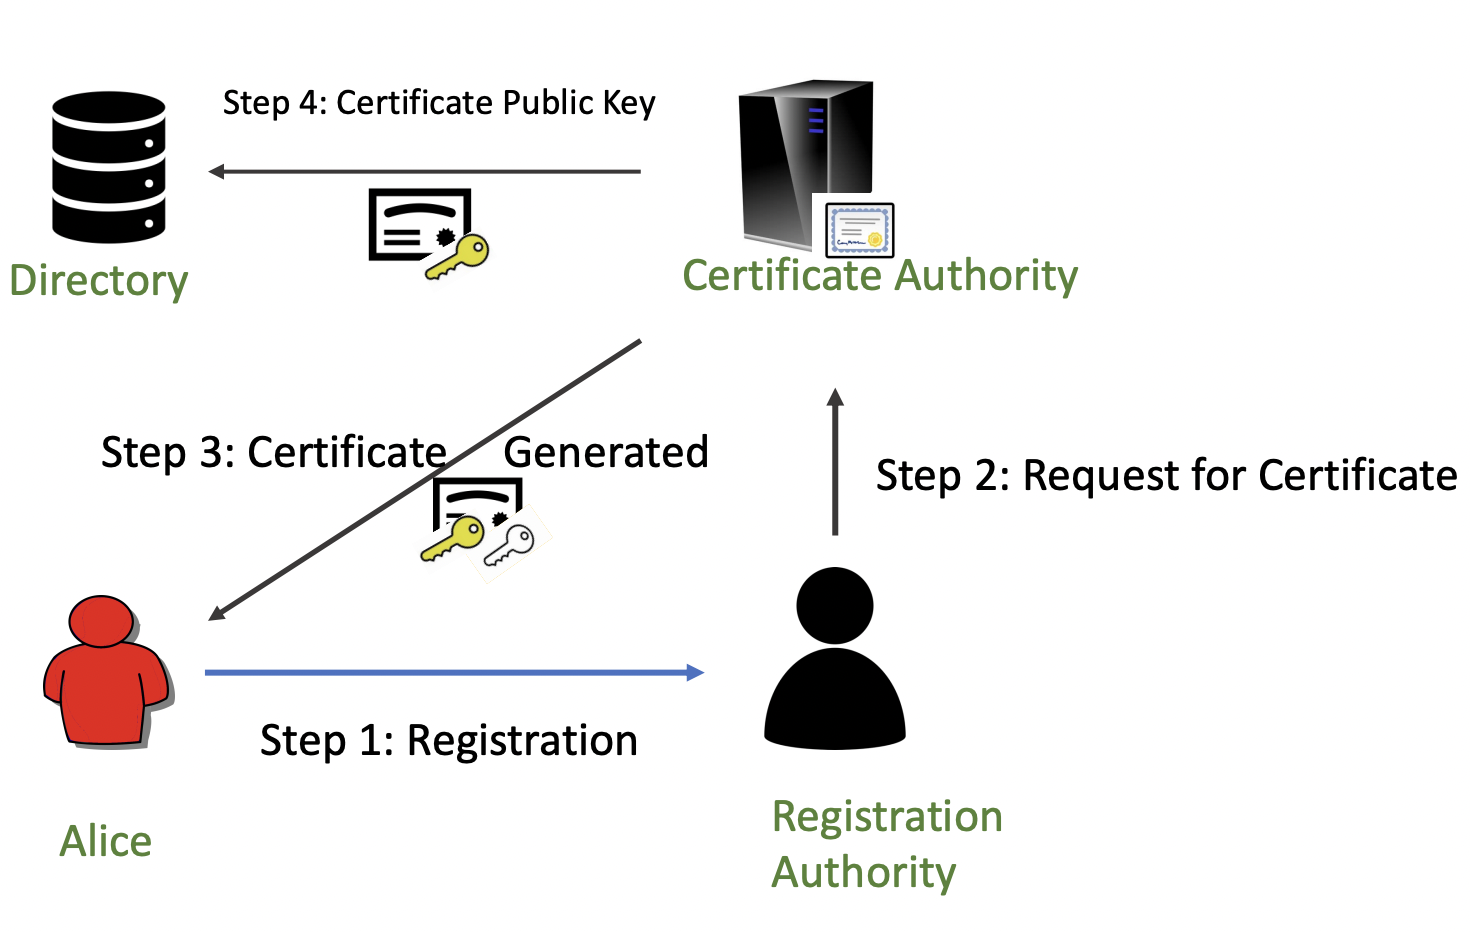 Step 4: Certificate Public Key
Directory
Certificate Authority
Step 3: Certificate Generated
Step 2: Request for Certificate
Step 1: Registration
Alice
Registration
Authority